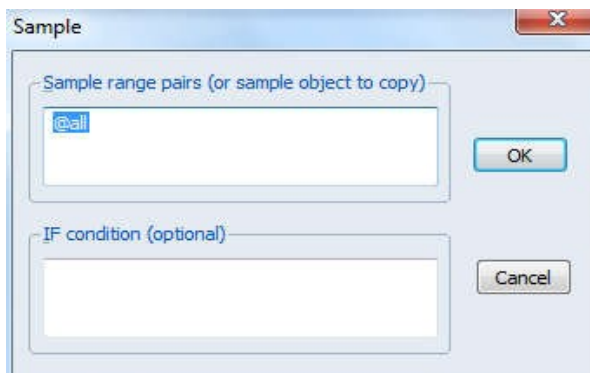 Sample
Sample range pairs (or sample object to copy)
@all
OK
IF condition (optional)
Cancel